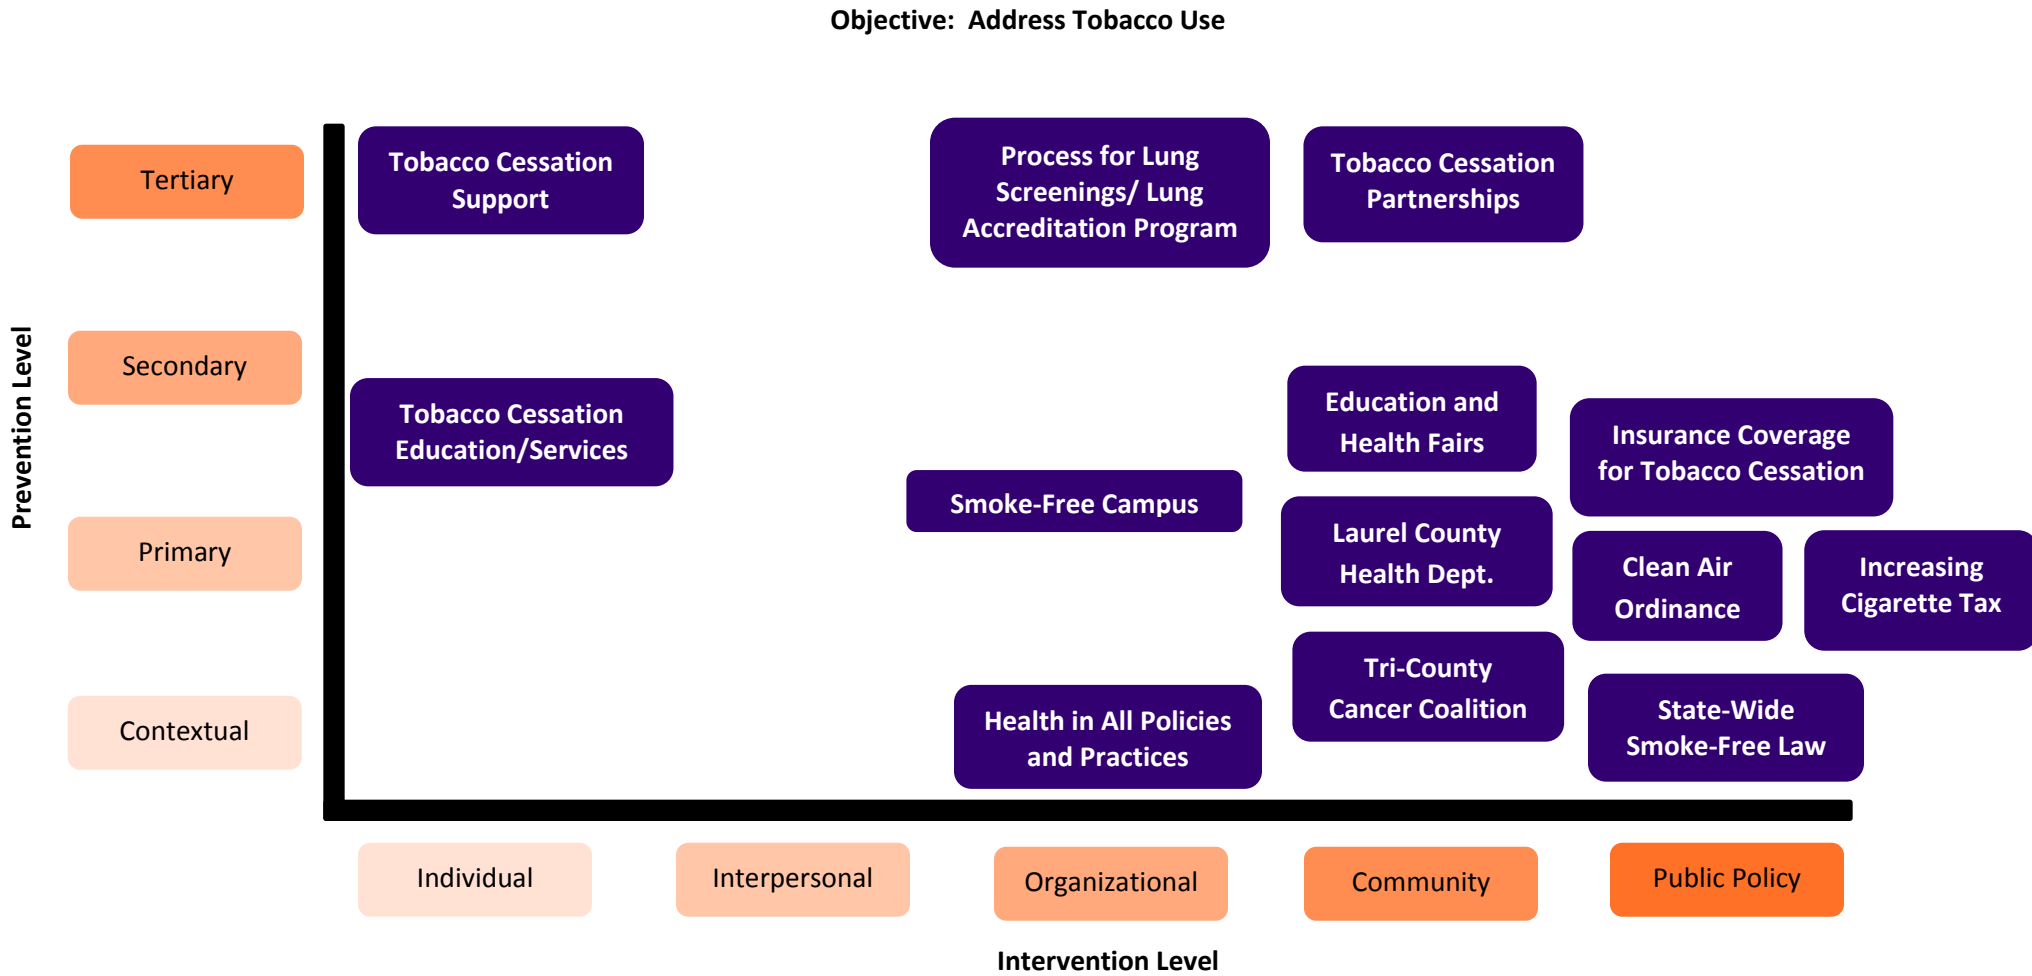 Objective:  Address Tobacco Use
Prevention Level
Tertiary
Secondary
Primary
Contextual
Tobacco Cessation
Support
Process for Lung
Screenings/ Lung
Accreditation Program
Tobacco Cessation
Partnerships
Tobacco Cessation
Education/Services
Education and
Health Fairs
Insurance Coverage
for Tobacco Cessation
Smoke-Free Campus
Laurel County
Health Dept.
Clean Air
Ordinance
Increasing
Cigarette Tax
Tri-County
Cancer Coalition
Health in All Policies
and Practices
State-Wide
Smoke-Free Law
Individual
Interpersonal
Organizational
Community
Public Policy
Intervention Level